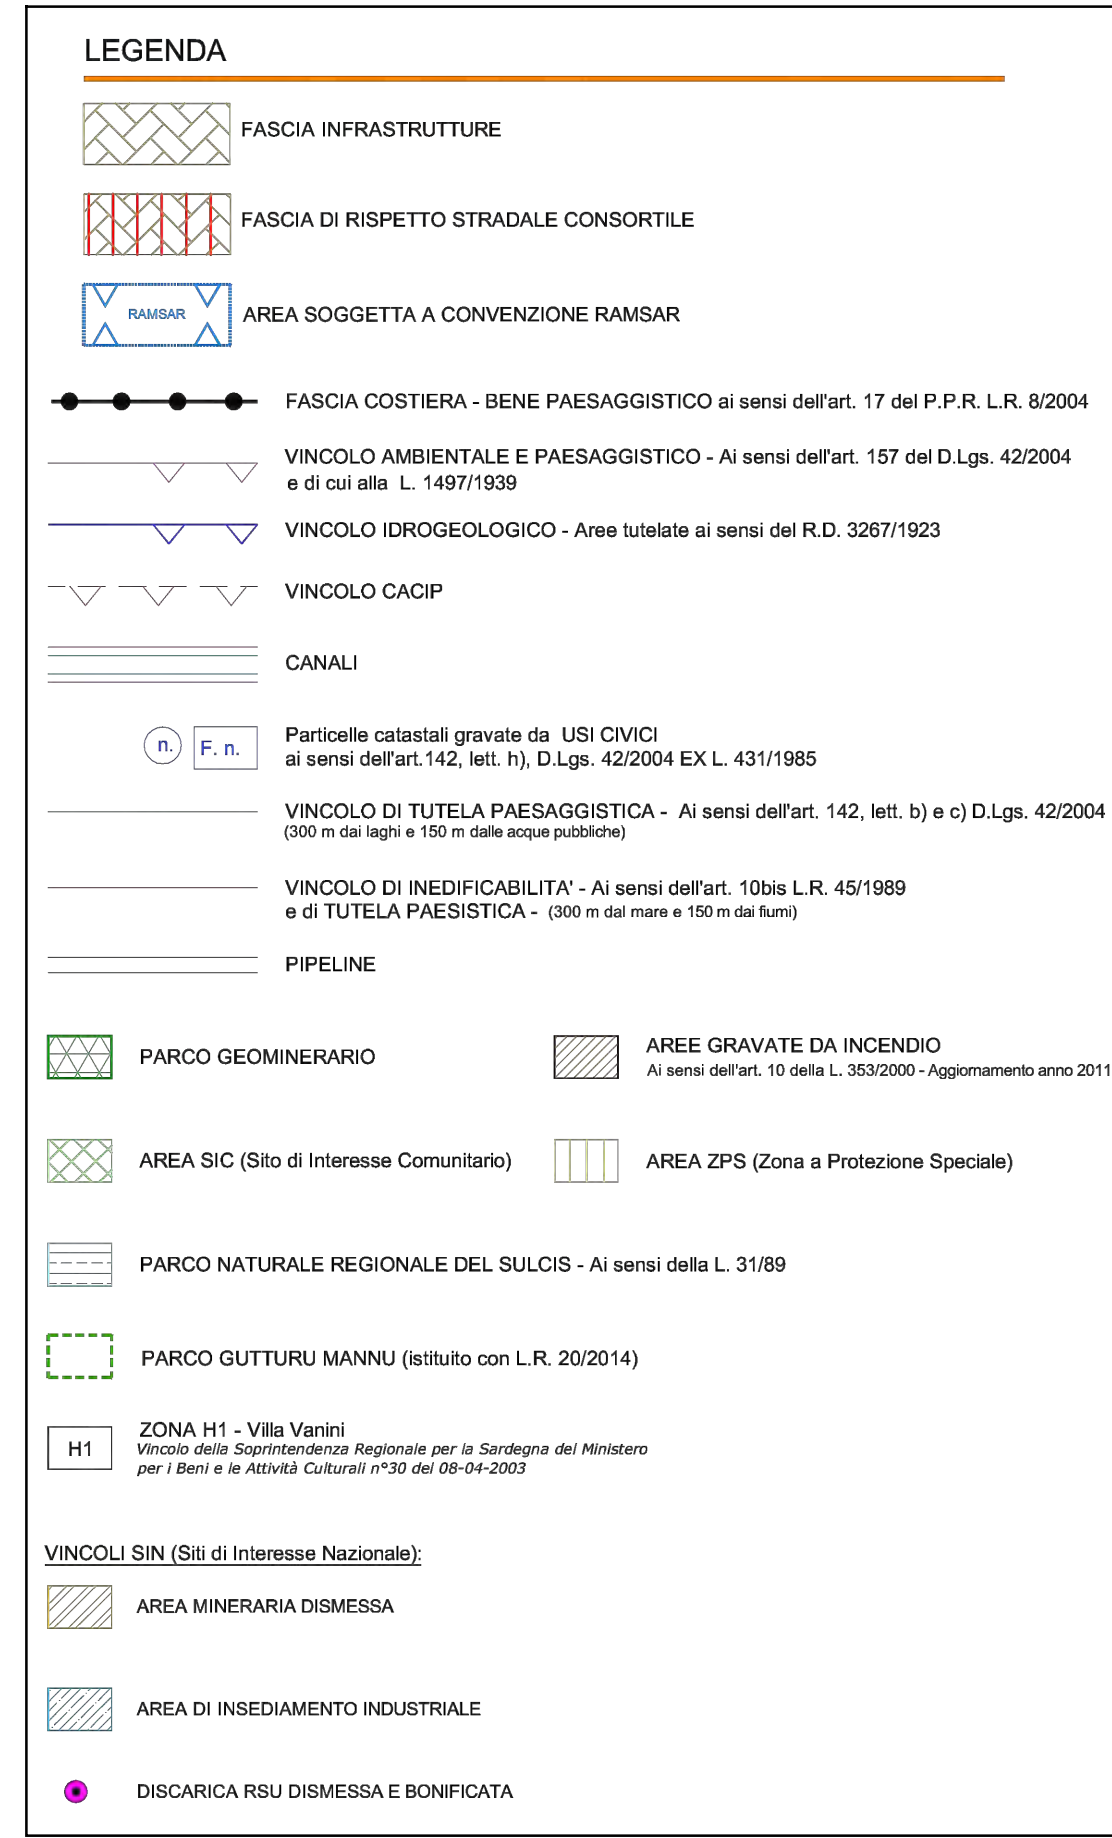 LEGENDA
FASCIA INFRASTRUTTURE
FASCIA DI RISPETTO STRADALE CONSORTILE
RAMSAR
AREA SOGGETTA A CONVENZIONE RAMSAR
FASCIA COSTIERA - BENE PAESAGGISTICO ai sensi dell'art. 17 del P.P.R. L.R. 8/2004
VINCOLO AMBIENTALE E PAESAGGISTICO - Ai sensi dell'art. 157 del D.Lgs. 42/2004
e di cui alla L. 1497/1939
VINCOLO IDROGEOLOGICO - Aree tutelate ai sensi del R.D. 3267/1923
VINCOLO CACIP
CANALI
n. F. n.
Particelle catastali gravate da USI CIVICI
ai sensi dell'art.142, lett. h), D.Lgs. 42/2004 EX L. 431/1985
VINCOLO DI TUTELA PAESAGGISTICA - Ai sensi dell'art. 142, lett. b) e c) D.Lgs. 42/2004
(300 m dai laghi e 150 m dalle acque pubbliche)
VINCOLO DI INEDIFICABILITA' - Ai sensi dell'art. 10bis L.R. 45/1989
e di TUTELA PAESISTICA - (300 m dal mare e 150 m dai fiumi)
PIPELINE
PARCO GEOMINERARIO
AREE GRAVATE DA INCENDIO
Ai sensi dell'art. 10 della L. 353/2000 - Aggiornamento anno 2011
AREA SIC (Sito di Interesse Comunitario)
AREA ZPS (Zona a Protezione Speciale)
PARCO NATURALE REGIONALE DEL SULCIS - Ai sensi della L. 31/89
PARCO GUTTURU MANNU (istituito con L.R. 20/2014)
H1
ZONA H1 - Villa Vanini
Vincolo della Soprintendenza Regionale per la Sardegna del Ministero
per i Beni e le Attività Culturali n°30 del 08-04-2003
VINCOLI SIN (Siti di Interesse Nazionale):
AREA MINERARIA DISMESSA
AREA DI INSEDIAMENTO INDUSTRIALE
DISCARICA RSU DISMESSA E BONIFICATA